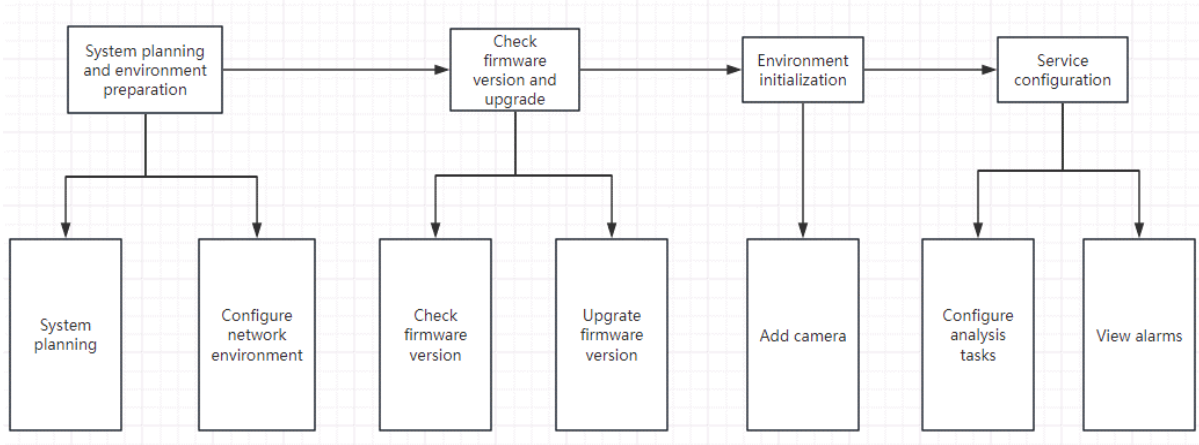 System planning
and environment
preparation
Check
firmware
version and
upgrade
Environment
initialization
Service
configuration
System
planning
Configure
network
environment
Check
firmware
version
Upgrate
firmware
version
Add camera
Configure
analysis
tasks
View alarms